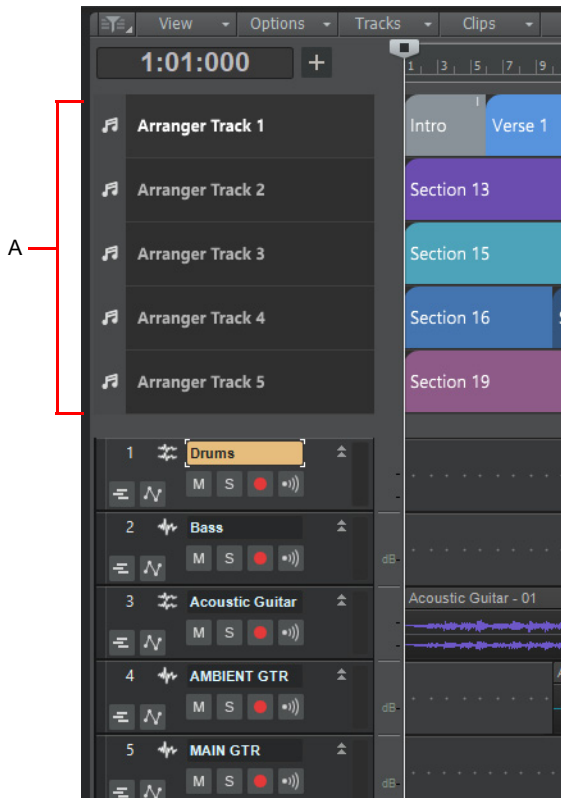 View Options Tracks Clips
1:01:000 +
1 3 5 7 9
A
Arranger Track 1 Intro Verse 1
Arranger Track 2 Section 13
Arranger Track 3 Section 15
Arranger Track 4 Section 16
Arranger Track 5 Section 19
1 Drums
M S
2 Bass
M S dB-
3 Acoustic Guitar Acoustic Guitar - 01
M S
4 AMBIENT GTR
M S dB-
5 MAIN GTR
M S dB-